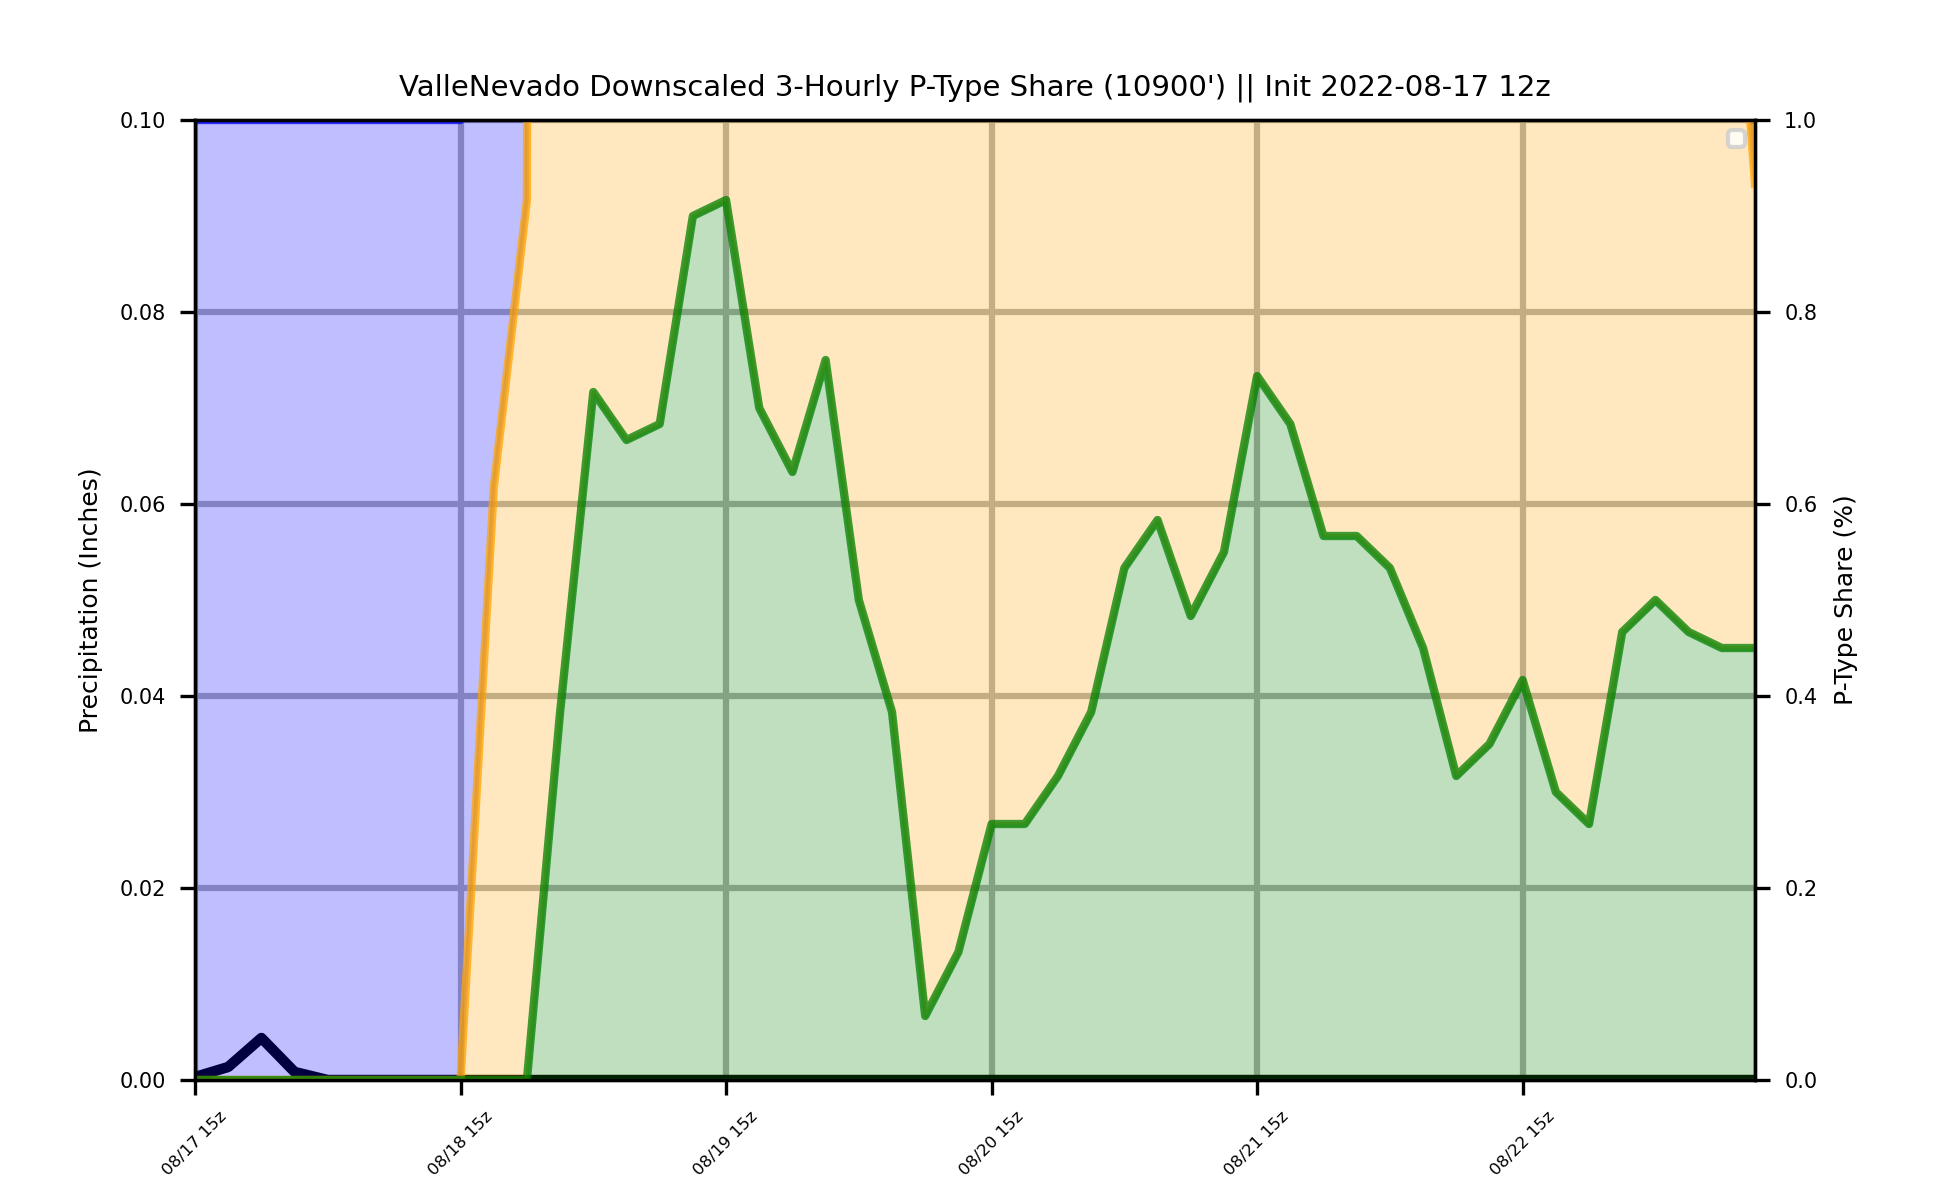 ValleNevado Downscaled 3-Hourly P-Type Share (10900') || Init 2022-08-17 12z
0.10
0.08
0.06
0.04
0.02
0.00
Precipitation (Inches)
1.0
0.8
0.6
0.4
0.2
0.0
P-Type Share (%)
08/17 15z
08/18 15z
08/19 15z
08/20 15z
08/21 15z
08/22 15z